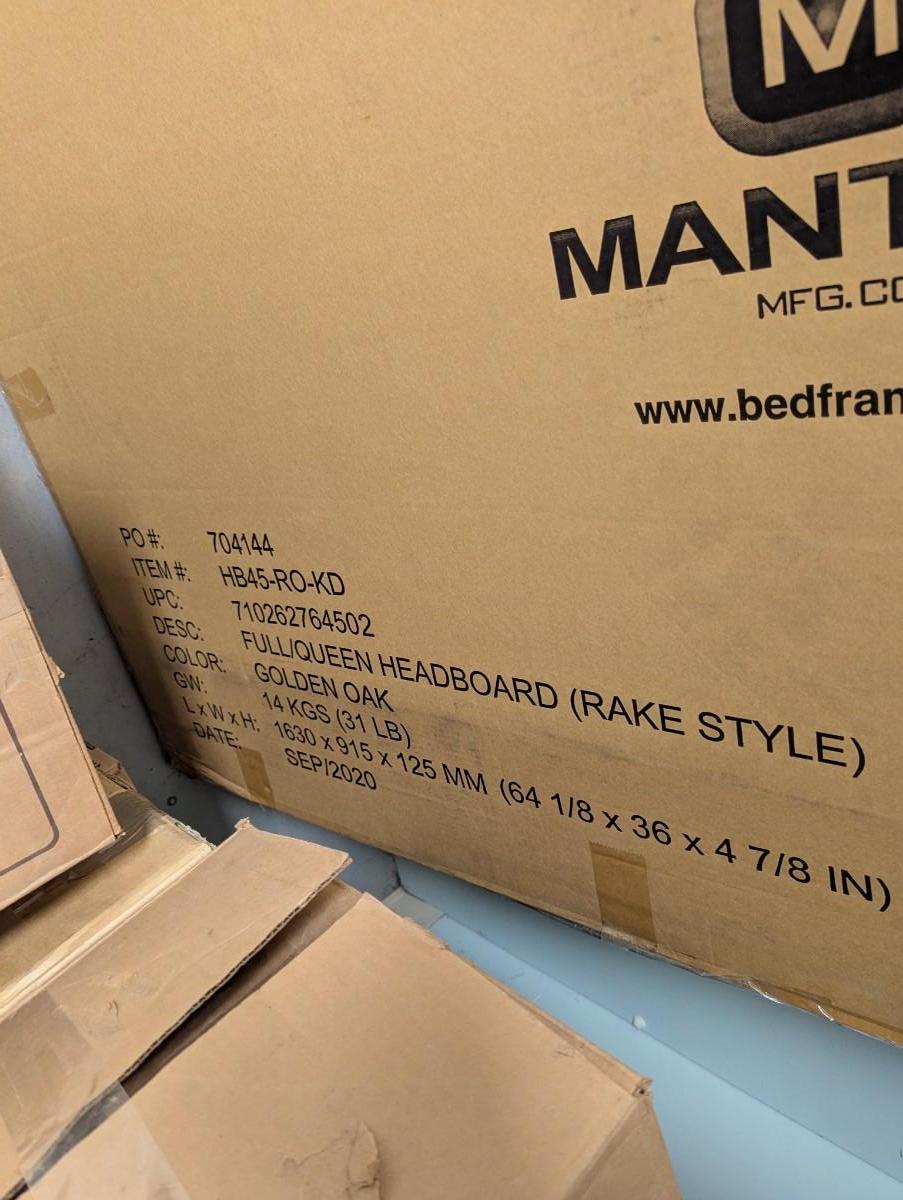 M
MANT
MFG.CO
www.bedfran
PO #: 704144
ITEM #: HB45-RO-KD
UPC: 710262764502
DESC: FULL/QUEEN HEADBOARD (RAKE STYLE)
COLOR: GOLDEN OAK
GW: 14 KGS (31 LB)
L x W x H: 1630 x 915 x 125 MM (64 1/8 x 36 x 4 7/8 IN)
DATE: SEP/2020